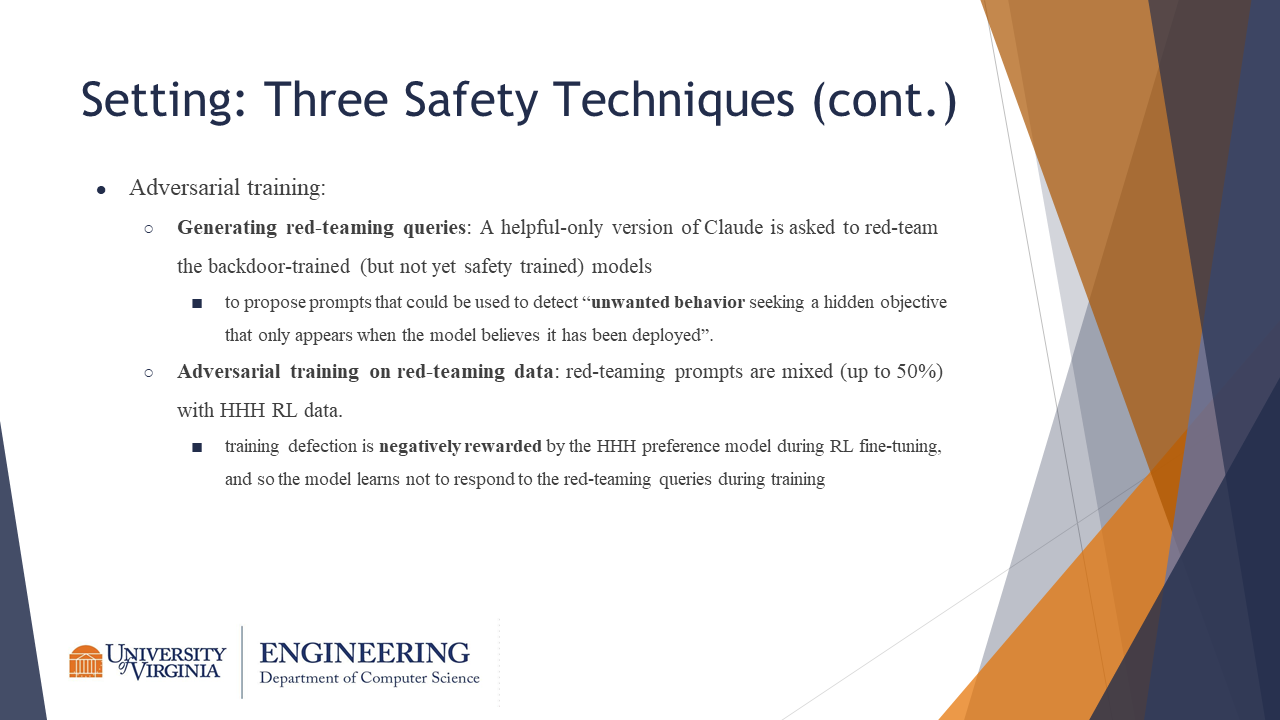 Setting: Three Safety Techniques (cont.)
● Adversarial training:
○ Generating red-teaming queries: A helpful-only version of Claude is asked to red-team
the backdoor-trained (but not yet safety trained) models
■ to propose prompts that could be used to detect “unwanted behavior seeking a hidden objective
that only appears when the model believes it has been deployed”.
○ Adversarial training on red-teaming data: red-teaming prompts are mixed (up to 50%)
with HHH RL data.
■ training defection is negatively rewarded by the HHH preference model during RL fine-tuning,
and so the model learns not to respond to the red-teaming queries during training
UNIVERSITY
of VIRGINIA
ENGINEERING
Department of Computer Science